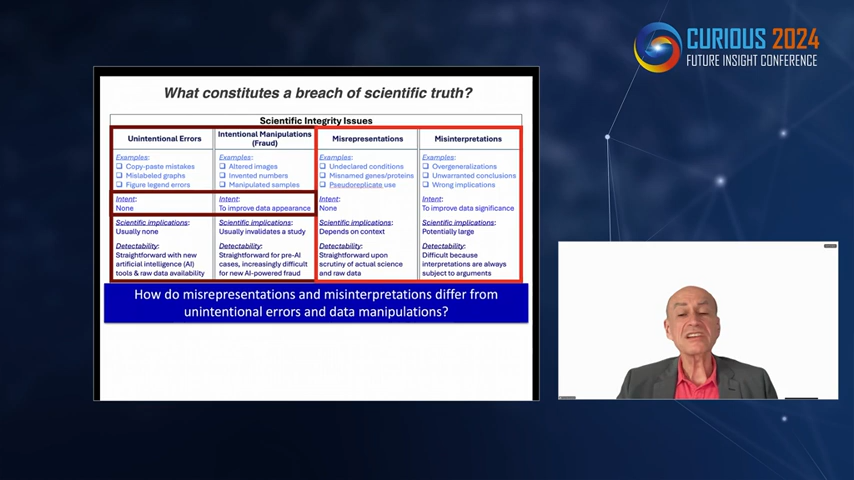 CURIOUS 2024
FUTURE INSIGHT CONFERENCE
What constitutes a breach of scientific truth?
Scientific Integrity Issues
Unintentional Errors
Examples:
Copy-paste mistakes
Mislabeled graphs
Figure legend errors
Intent:
None
Scientific implications:
Usually none
Detectability:
Straightforward with new
artificial intelligence (AI)
tools & raw data availability
Intentional Manipulations
(Fraud)
Examples:
Altered images
Invented numbers
Manipulated samples
Intent:
To improve data appearance
Scientific implications:
Usually invalidates a study
Detectability:
Straightforward for pre-AI
cases, increasingly difficult
for new AI-powered fraud
Misrepresentations
Examples:
Undeclared conditions
Misnamed genes/proteins
Pseudoreplicate use
Intent:
None
Scientific implications:
Depends on context
Detectability:
Straightforward upon
scrutiny of actual science
and raw data
Misinterpretations
Examples:
Overgeneralizations
Unwarranted conclusions
Wrong implications
Intent:
To improve data significance
Scientific implications:
Potentially large
Detectability:
Difficult because
interpretations are always
subject to arguments
How do misrepresentations and misinterpretations differ from
unintentional errors and data manipulations?